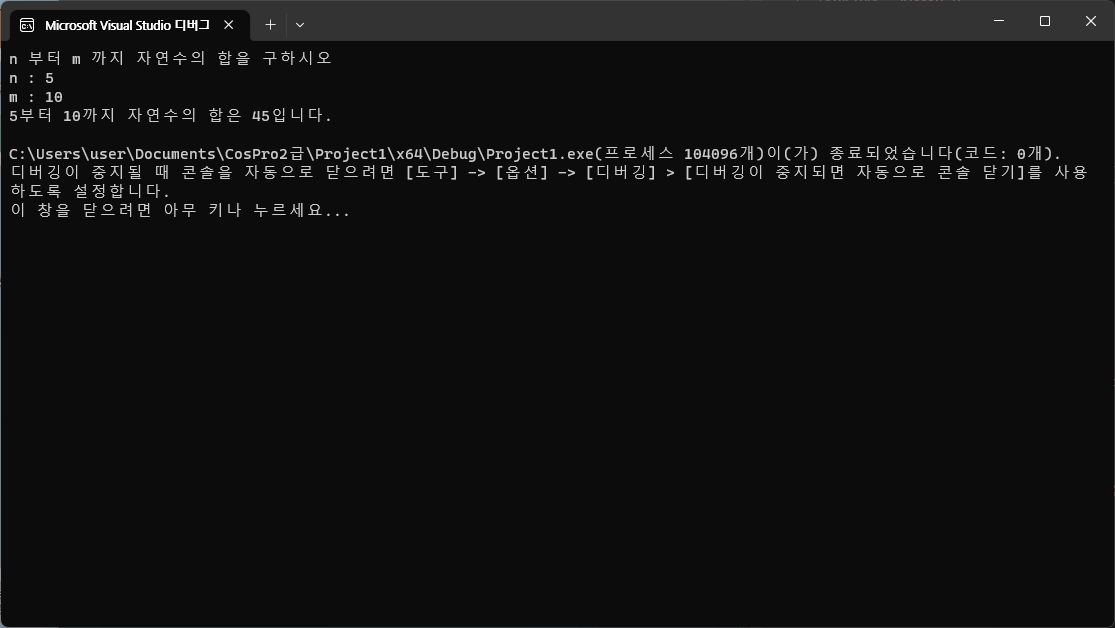 Microsoft Visual Studio 디버그
n 부터 m 까지 자연수의 합을 구하시오
n : 5
m : 10
5부터 10까지 자연수의 합은 45입니다.
C:\Users\user\Documents\CosPro2급\Project1\x64\Debug\Project1.exe(프로세스 104096개)이(가) 종료되었습니다(코드: 0개).
디버깅이 중지될 때 콘솔을 자동으로 닫으려면 [도구] -> [옵션] -> [디버깅] > [디버깅이 중지되면 자동으로 콘솔 닫기]를 사용
하도록 설정합니다.
이 창을 닫으려면 아무 키나 누르세요...